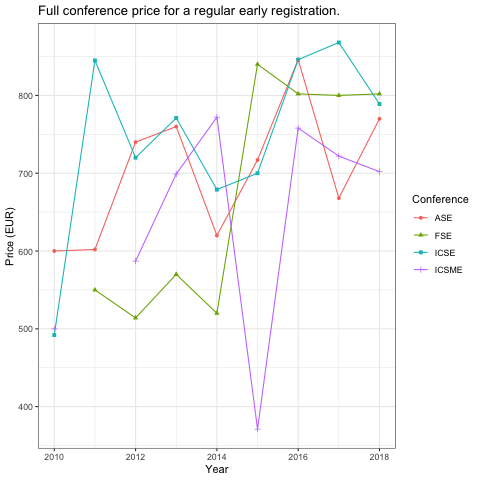 Full conference price for a regular early registration.
Price (EUR)
800
700
600
500
400
2010
2012
2014
2016
2018
Year
Conference
ASE
FSE
ICSE
ICSME